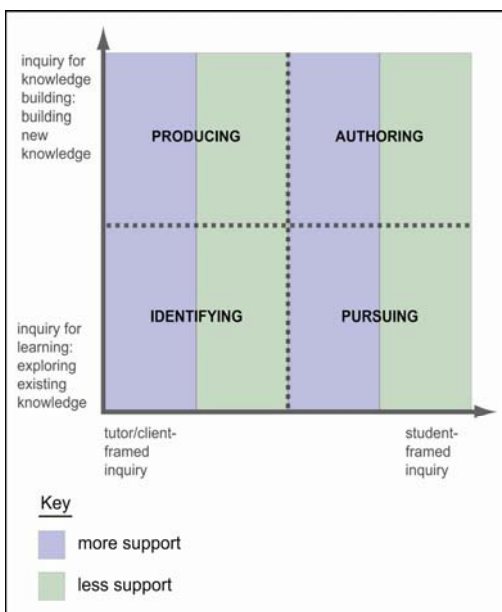 inquiry for
knowledge
building:
building
new
knowledge
PRODUCING
AUTHORING
IDENTIFYING
PURSUING
inquiry for
learning:
exploring
existing
knowledge
tutor/client-
framed
inquiry
student-
framed
inquiry
Key
more support
less support